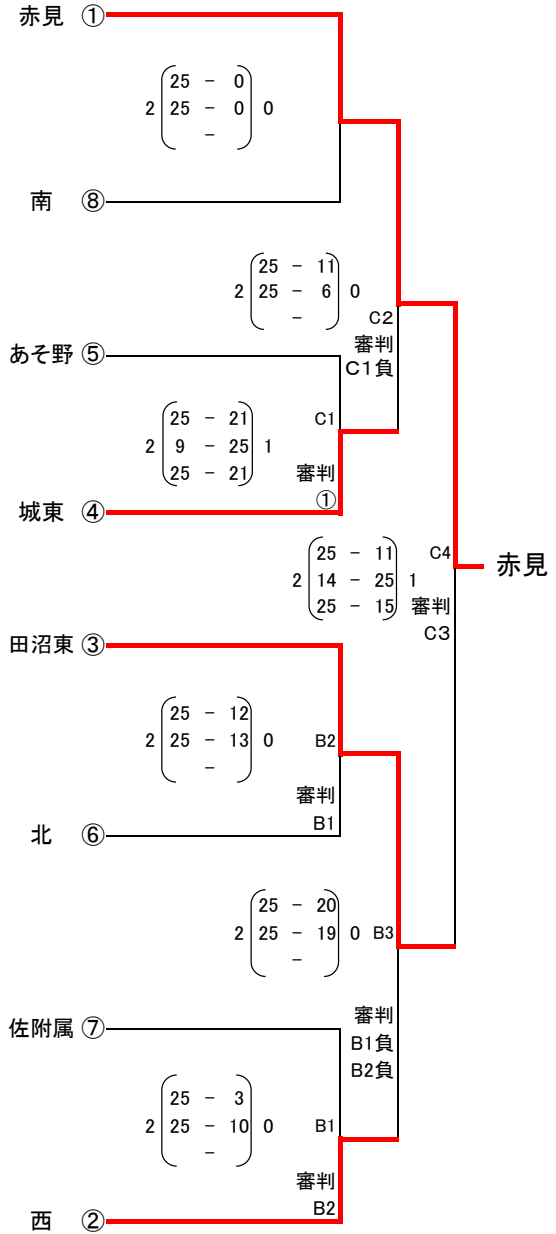 赤見 ①
25 - 0
2 25 - 0 0
-
南 ⑧
25 - 11
2 25 - 6 0
-
C2
審判
C1負
あそ野 ⑤
25 - 21
C1
2 9 - 25 1
25 - 21
審判
①
城東 ④
25 - 11
C4
2 14 - 25 1
25 - 15
審判
C3
赤見
田沼東 ③
25 - 12
2 25 - 13 0
B2
-
審判
B1
北 ⑥
25 - 20
2 25 - 19 0 B3
-
審判
B1負
B2負
佐附属 ⑦
25 - 3
2 25 - 10 0
B1
-
審判
B2
西 ②